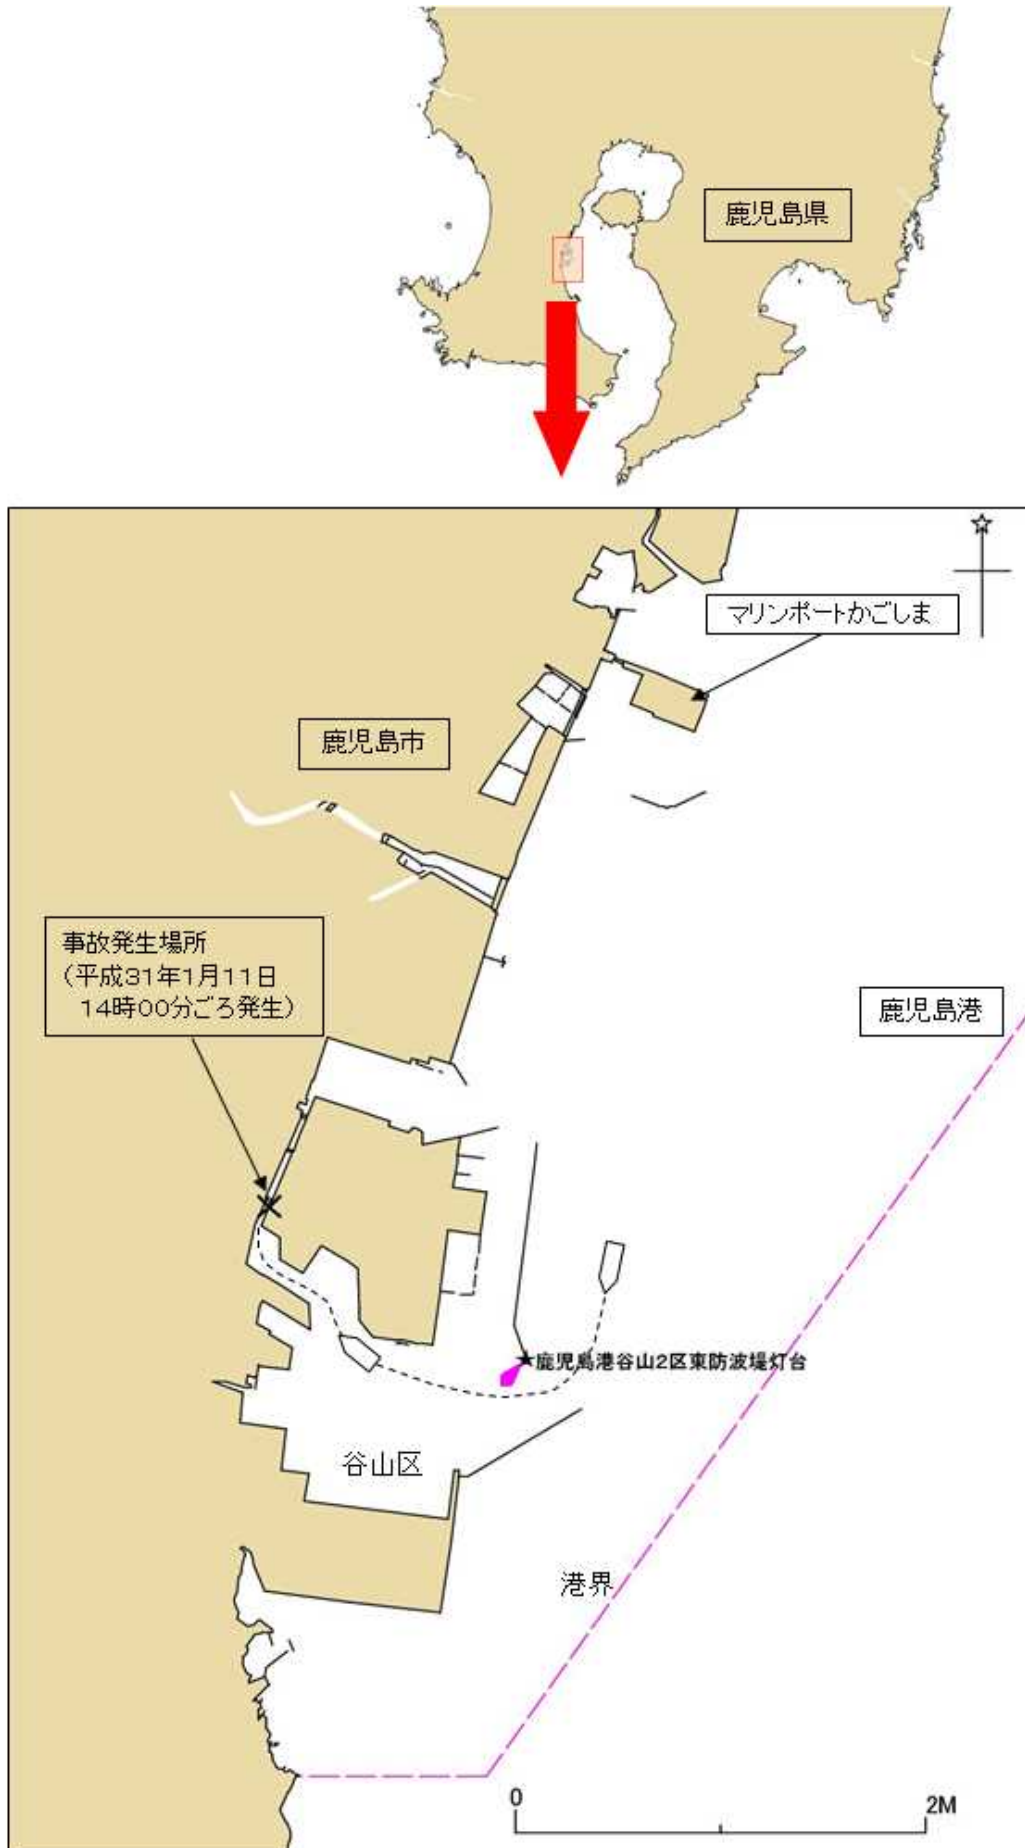 鹿児島県
マリンポートかごしま
鹿児島市
事故発生場所
（平成31年1月11日
14時00分ごろ発生）
鹿児島港
鹿児島港谷山2区東防波堤灯台
谷山区
港界
0
2M